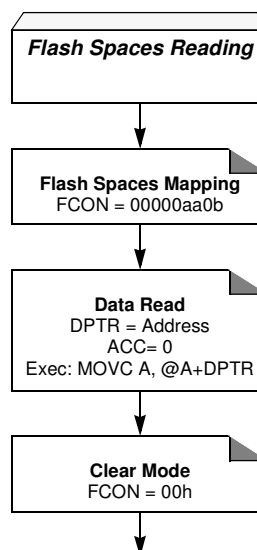 Flash Spaces Reading
Flash Spaces Mapping
FCON = 00000aa0b
Data Read
DPTR = Address
ACC= 0
Exec: MOVC A, @A+DPTR
Clear Mode
FCON = 00h